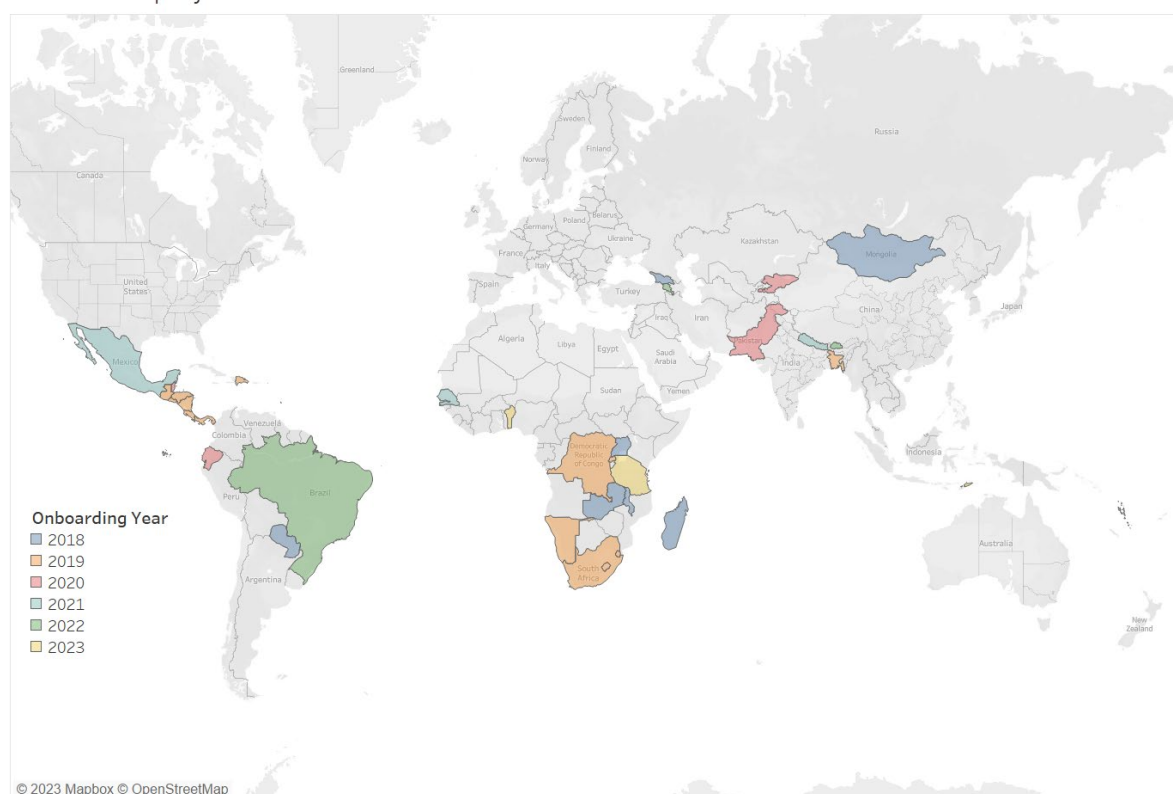 Greenland
Russia
Sweden
Finland
Norway
Canada
Belarus
Poland
Germany
Ukraine
Kazakhstan
France
Mongolia
Italy
United
States
Spain
Turkey
Japan
China
Iraq
Iran
Algeria
Libya
Egypt
Pakistan
Saudi
Arabia
Mexico
India
Sudan
Yemen
Venezuela
Colombia
Democratic
Republic
of Congo
Indonesia
Peru
Brazil
Onboarding Year
2018
2019
2020
2021
2022
2023
Australia
South
Africa
Argentina
New
Zealand
© 2023 Mapbox © OpenStreetMap